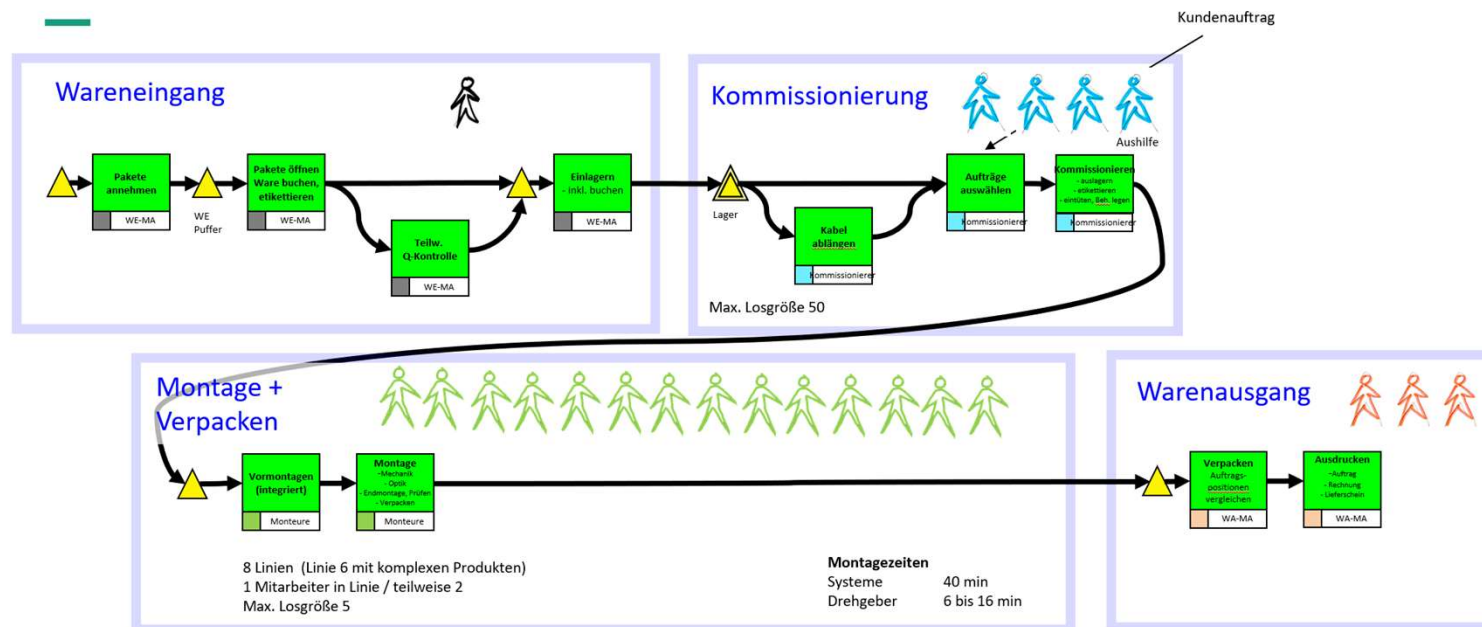 Kundenauftrag
Wareneingang
Pakete
annehmen
WE-MA
WE
Puffer
Pakete öffnen
Ware buchen,
etikettieren
WE-MA
Teilw.
Q-Kontrolle
WE-MA
Einlagern
- inkl. buchen
WE-MA
Kommissionierung
Aushilfe
Lager
Kabel
ablängen
Kommissionierer
Aufträge
auswählen
Kommissionierer
Kommissionieren
- auslagern
- etikettieren
- eintüten, Beh. legen
Kommissionierer
Max. Losgröße 50
Montage +
Verpacken
Vormontagen
(integriert)
Monteure
Montage
-Mechanik
- Optik
- Endmontage, Prüfen
- Verpacken
Monteure
8 Linien (Linie 6 mit komplexen Produkten)
1 Mitarbeiter in Linie / teilweise 2
Max. Losgröße 5
Montagezeiten
Systeme 40 min
Drehgeber 6 bis 16 min
Warenausgang
Verpacken
Auftrags-
positionen
vergleichen
WA-MA
Ausdrucken
-Auftrag
- Rechnung
- Lieferschein
WA-MA